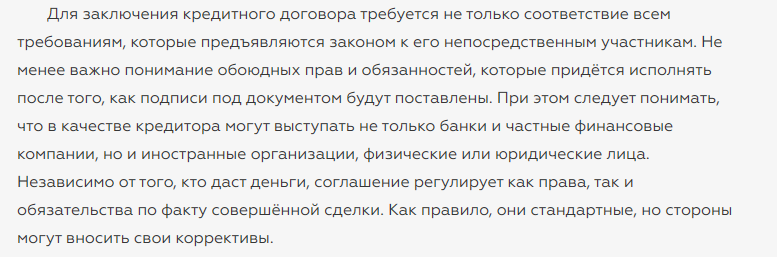 Для заключения кредитного договора требуется не только соответствие всем
требованиям, которые предъявляются законом к его непосредственным участникам. Не
менее важно понимание обоюдных прав и обязанностей, которые придётся исполнять
после того, как подписи под документом будут поставлены. При этом следует понимать,
что в качестве кредитора могут выступать не только банки и частные финансовые
компании, но и иностранные организации, физические или юридические лица.
Независимо от того, кто даст деньги, соглашение регулирует как права, так и
обязательства по факту совершённой сделки. Как правило, они стандартные, но стороны
могут вносить свои коррективы.